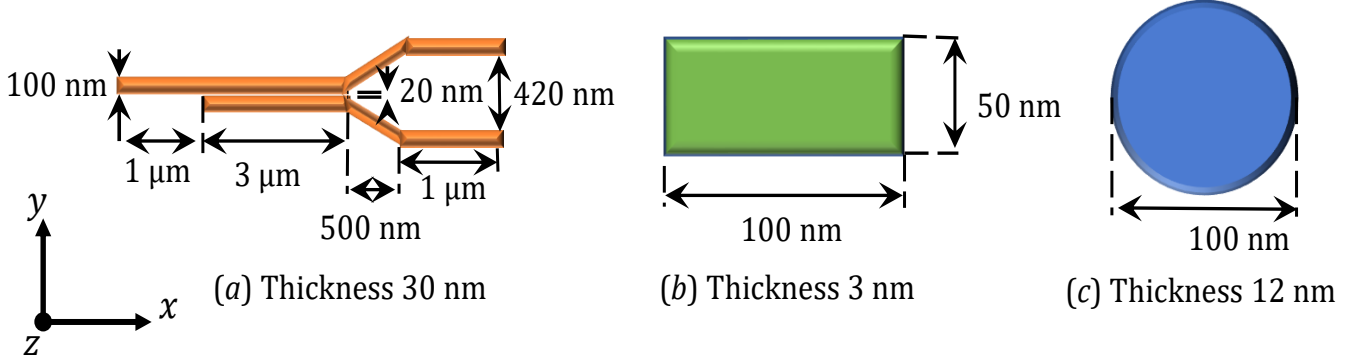 100 nm
20 nm
420 nm
1 µm
3 µm
1 µm
500 nm
(a) Thickness 30 nm
50 nm
100 nm
(b) Thickness 3 nm
100 nm
(c) Thickness 12 nm
y
x
z